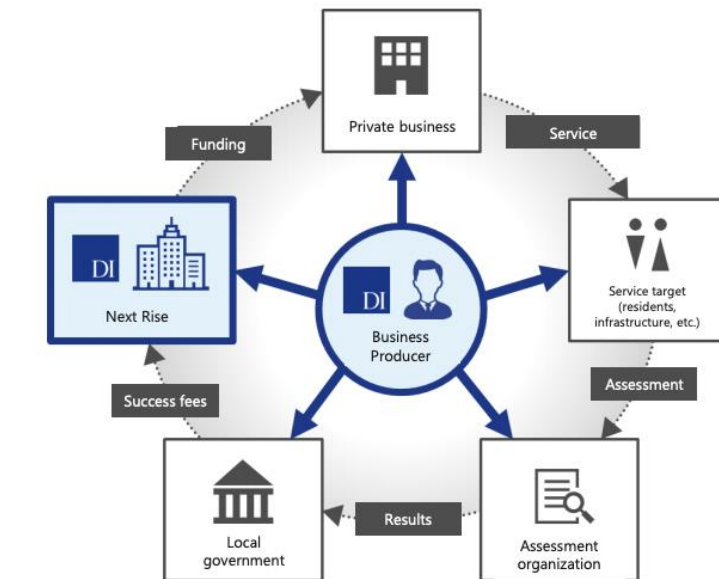 Private business
Funding
Service
DI
Next Rise
DI
Business
Producer
Service target
(residents,
infrastructure, etc.)
Success fees
Assessment
Local
government
Results
Assessment
organization